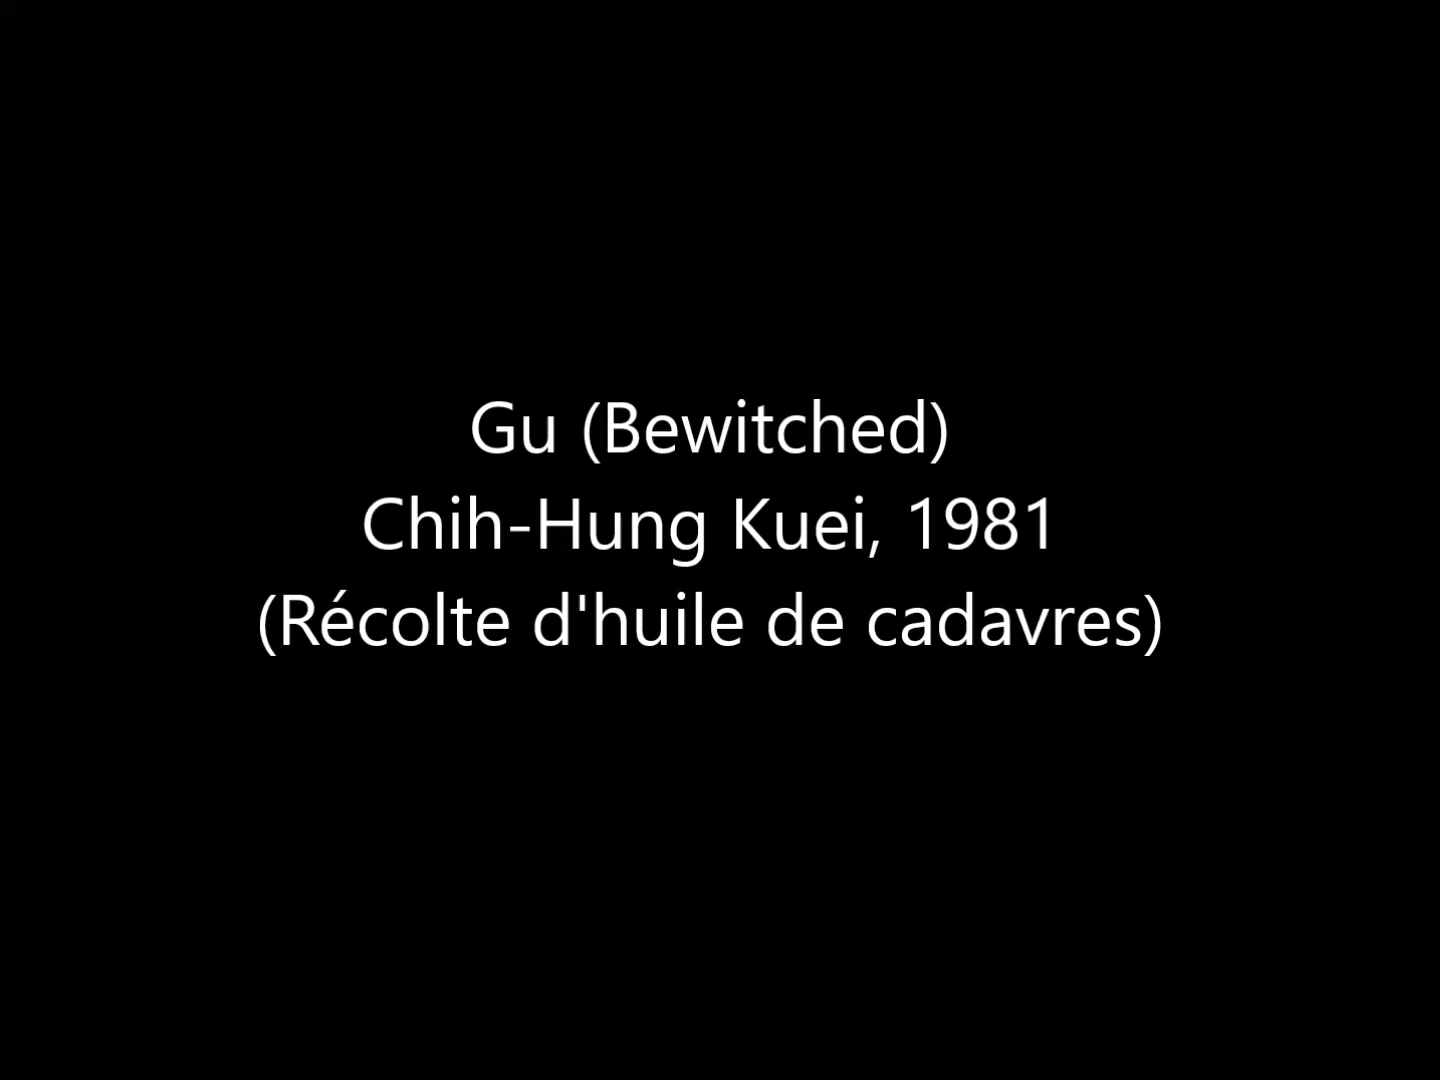 Gu (Bewitched)
Chih-Hung Kuei, 1981
(Récolte d'huile de cadavres)